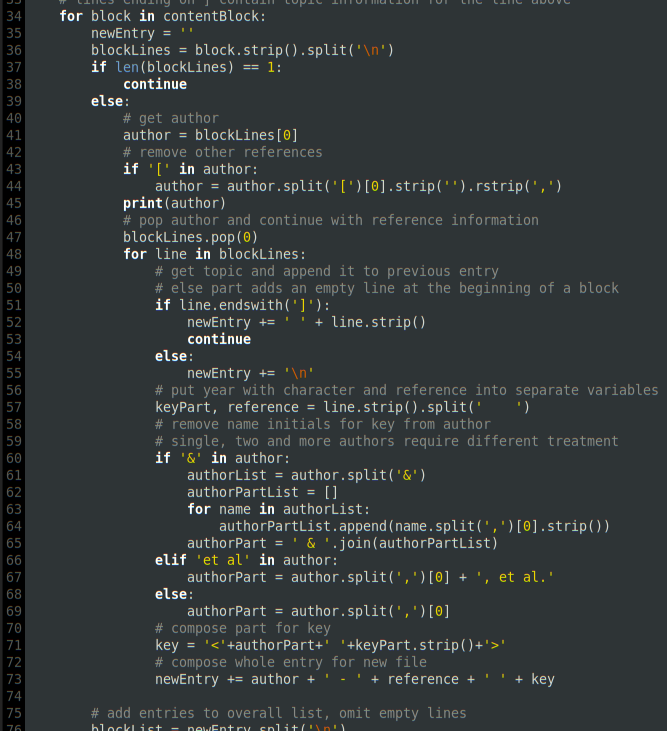 33    # lines ending on ] contain topic information for the line above
34    for block in contentBlock:
35        newEntry = ''
36        blockLines = block.strip().split('\n')
37        if len(blockLines) == 1:
38            continue
39        else:
40            # get author
41            author = blockLines[0]
42            # remove other references
43            if '[' in author:
44                author = author.split('[')[0].strip('').rstrip(',')
45            print(author)
46            # pop author and continue with reference information
47            blockLines.pop(0)
48            for line in blockLines:
49                # get topic and append it to previous entry
50                # else part adds an empty line at the beginning of a block
51                if line.endswith(']'):
52                    newEntry += ' ' + line.strip()
53                    continue
54                else:
55                    newEntry += '\n'
56                # put year with character and reference into separate variables
57                keyPart, reference = line.strip().split('    ')
58                # remove name initials for key from author
59                # single, two and more authors require different treatment
60                if '&' in author:
61                    authorList = author.split('&')
62                    authorPartList = []
63                    for name in authorList:
64                        authorPartList.append(name.split(',')[0].strip())
65                    authorPart = ' & '.join(authorPartList)
66                elif 'et al' in author:
67                    authorPart = author.split(',')[0] + ', et al.'
68                else:
69                    authorPart = author.split(',')[0]
70                # compose part for key
71                key = '<'+authorPart+' '+keyPart.strip()+'>'
72                # compose whole entry for new file
73                newEntry += author + ' - ' + reference + ' ' + key
74
75        # add entries to overall list, omit empty lines
76        blockList = newEntry.split('\n')